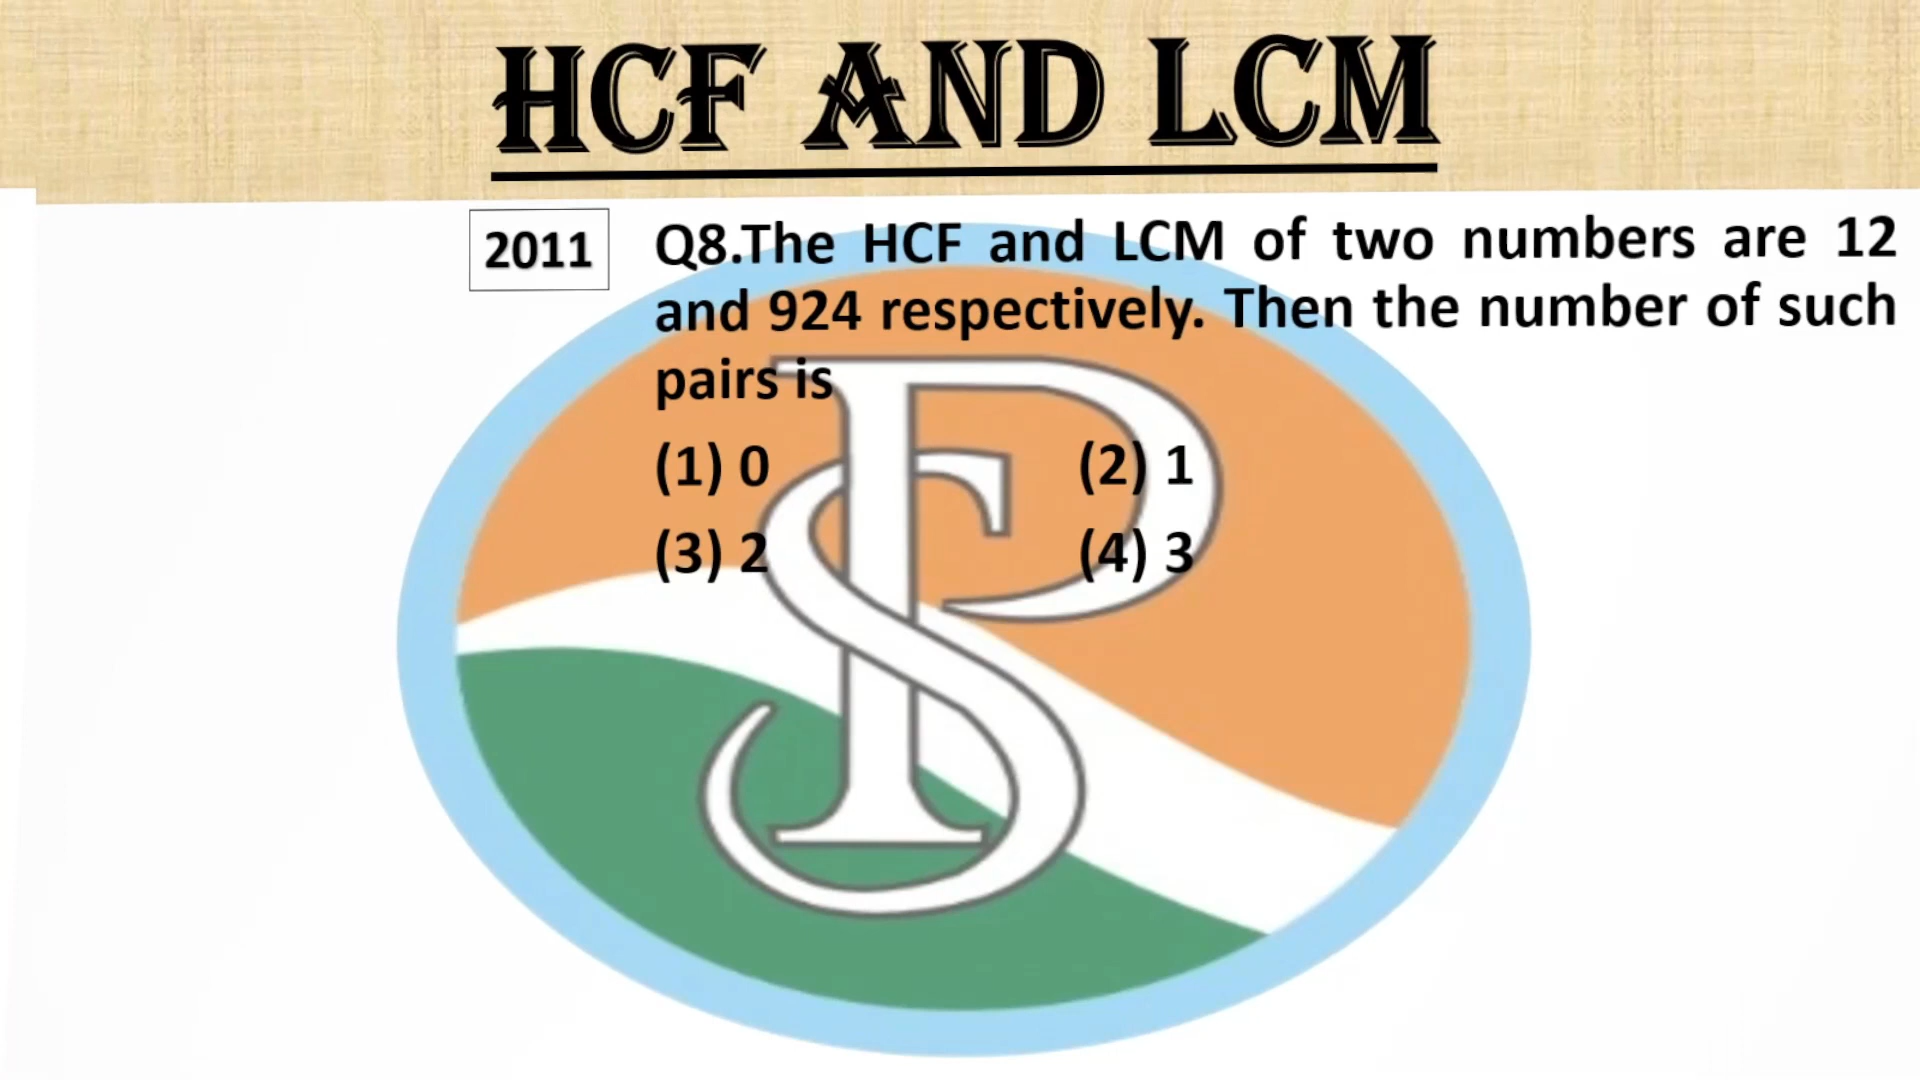 HCF AND LCM
2011
Q8.The HCF and LCM of two numbers are 12
and 924 respectively. Then the number of such
pairs is
(1) 0 (2) 1
(3) 2 (4) 3